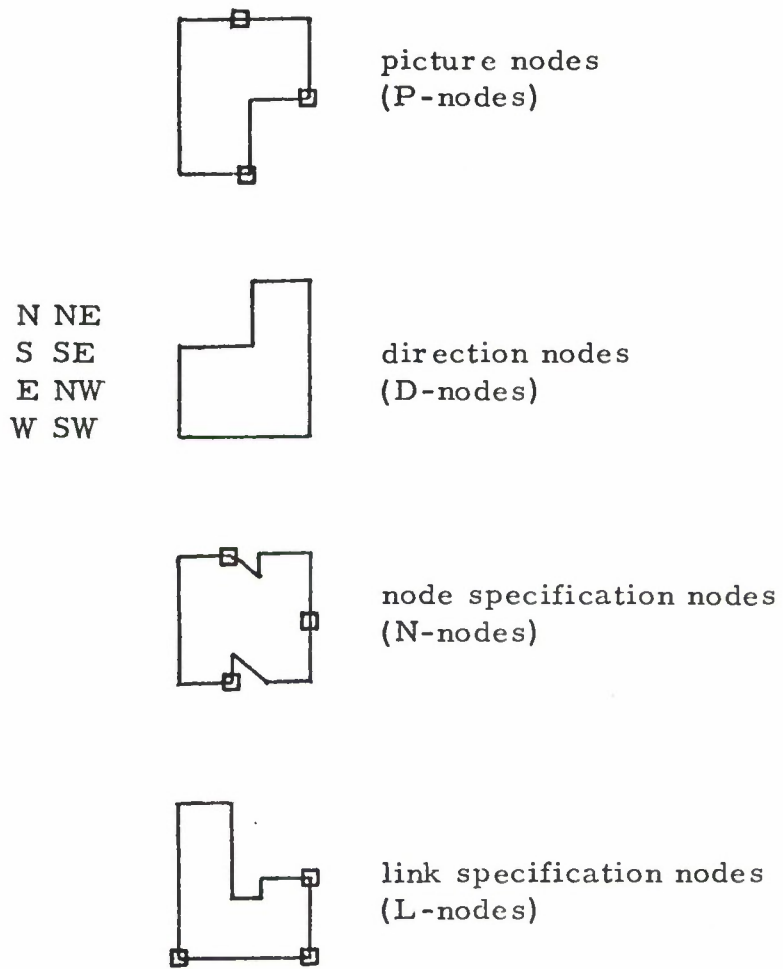 picture nodes
(P-nodes)
N NE
S SE
E NW
W SW
direction nodes
(D-nodes)
node specification nodes
(N-nodes)
link specification nodes
(L-nodes)